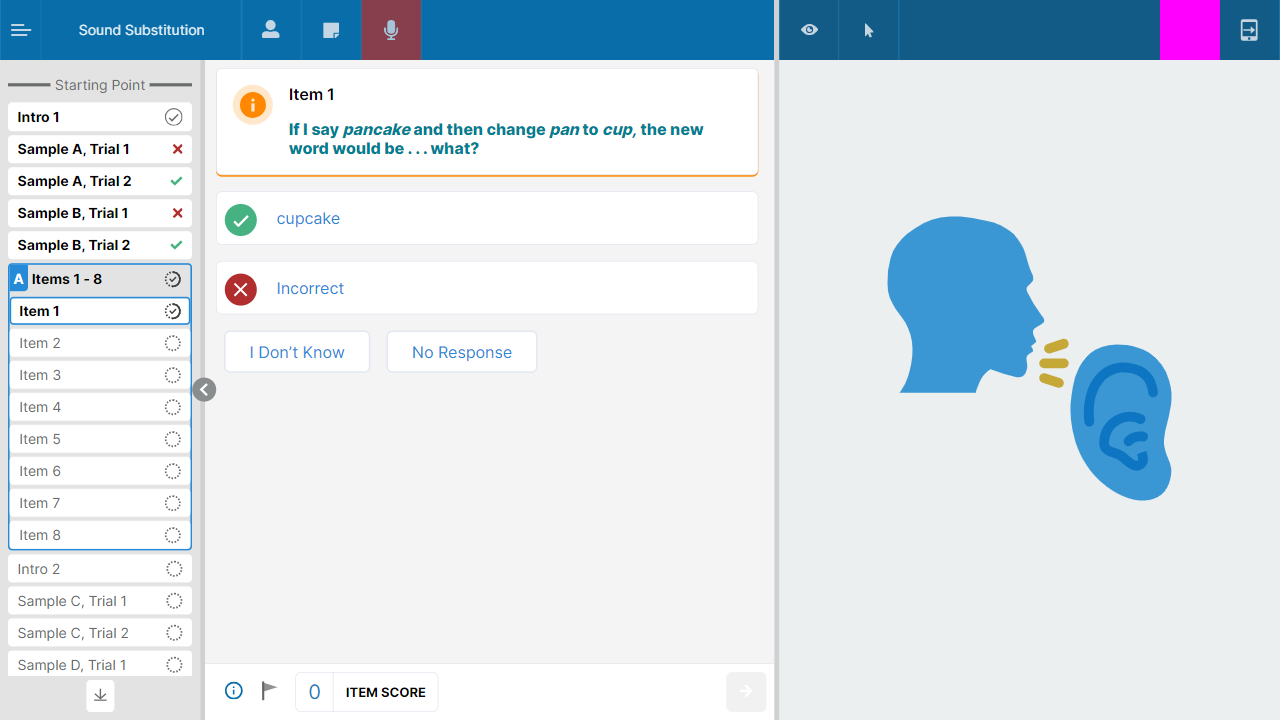 Sound Substitution
Starting Point
Intro 1
Sample A, Trial 1
Sample A, Trial 2
Sample B, Trial 1
Sample B, Trial 2
A Items 1 - 8
Item 1
Item 2
Item 3
Item 4
Item 5
Item 6
Item 7
Item 8
Intro 2
Sample C, Trial 1
Sample C, Trial 2
Sample D, Trial 1
Item 1
If I say pancake and then change pan to cup, the new
word would be . . . what?
cupcake
Incorrect
I Don’t Know
No Response
0 ITEM SCORE